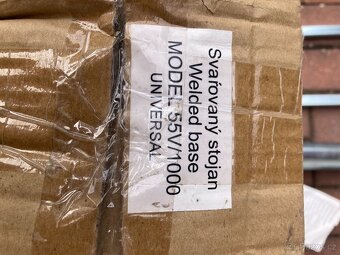 Svařovaný stojan
Welded base
MODEL 55V/1000
UNIVERSAL